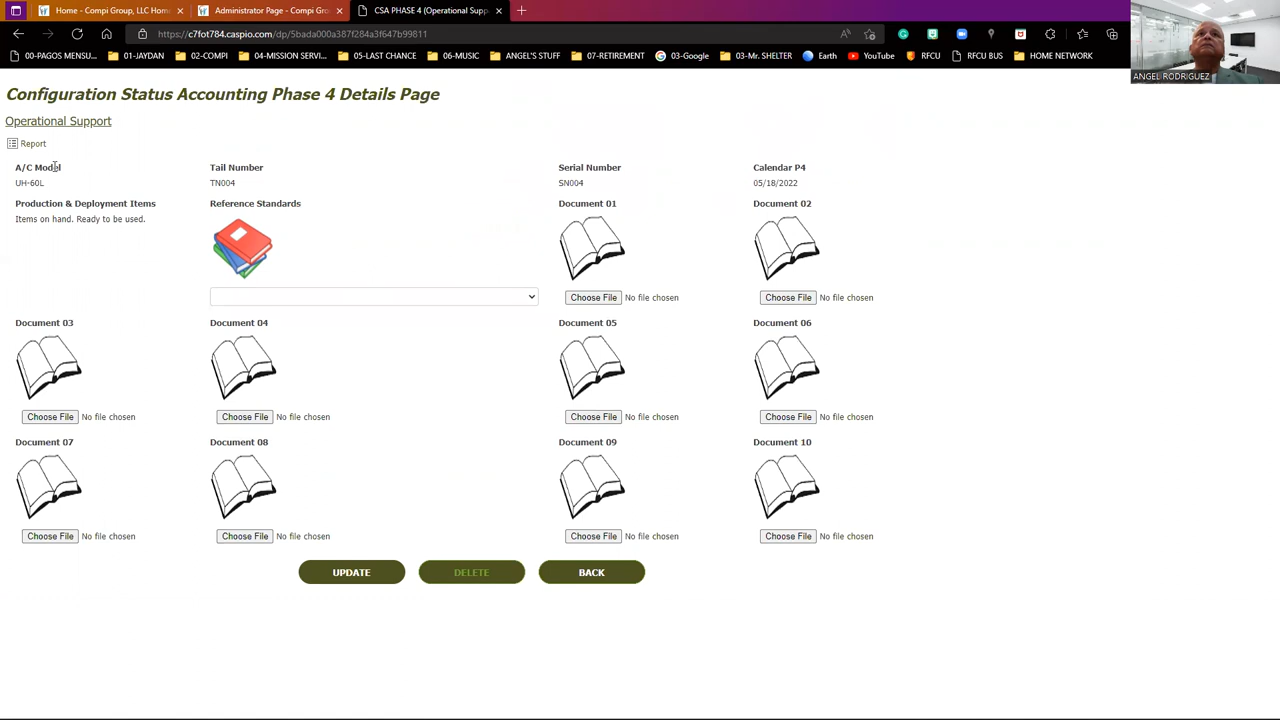 Home - Compi Group, LLC Hom
Administrator Page - Compi Gro
CSA PHASE 4 (Operational Supp
https://c7fot784.caspio.com/dp/5bada000a387f284a3f647b99811
00-PAGOS MENSU...
01-JAYDAN
02-COMPI
04-MISSION SERVI...
05-LAST CHANCE
06-MUSIC
ANGEL'S STUFF
07-RETIREMENT
03-Google
03-Mr. SHELTER
Earth
YouTube
RFCU
RFCU BUS
HOME NETWORK
ANGEL RODRIGUEZ
Configuration Status Accounting Phase 4 Details Page
Operational Support
Report
A/C Model
Tail Number
Serial Number
Calendar P4
UH-60L
TN004
SN004
05/18/2022
Production & Deployment Items
Reference Standards
Document 01
Document 02
Items on hand. Ready to be used.
Choose File No file chosen
Choose File No file chosen
Document 03
Document 04
Document 05
Document 06
Choose File No file chosen
Choose File No file chosen
Choose File No file chosen
Choose File No file chosen
Document 07
Document 08
Document 09
Document 10
Choose File No file chosen
Choose File No file chosen
Choose File No file chosen
Choose File No file chosen
UPDATE
DELETE
BACK